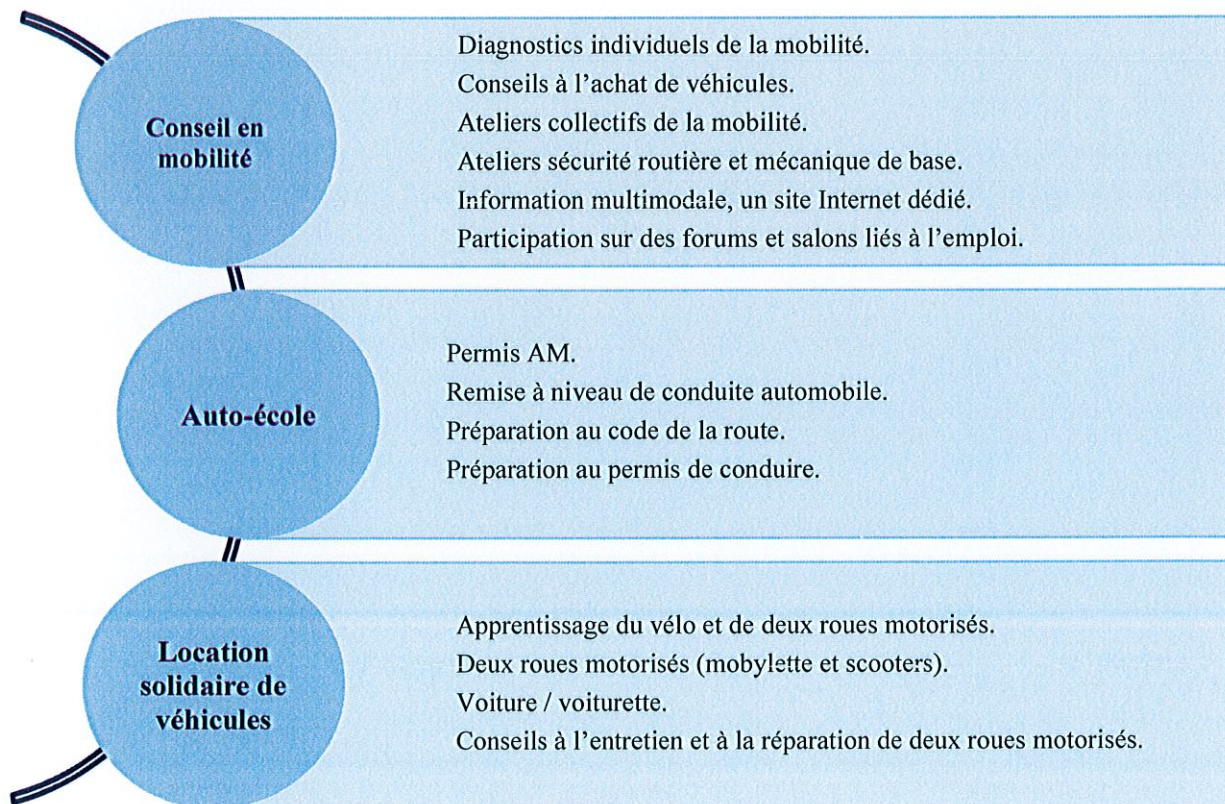 Conseil en
mobilité
Diagnostics individuels de la mobilité.
Conseils à l'achat de véhicules.
Ateliers collectifs de la mobilité.
Ateliers sécurité routière et mécanique de base.
Information multimodale, un site Internet dédié.
Participation sur des forums et salons liés à l'emploi.
Auto-école
Permis AM.
Remise à niveau de conduite automobile.
Préparation au code de la route.
Préparation au permis de conduire.
Location
solidaire de
véhicules
Apprentissage du vélo et de deux roues motorisés.
Deux roues motorisés (mobylette et scooters).
Voiture / voiturette.
Conseils à l'entretien et à la réparation de deux roues motorisés.